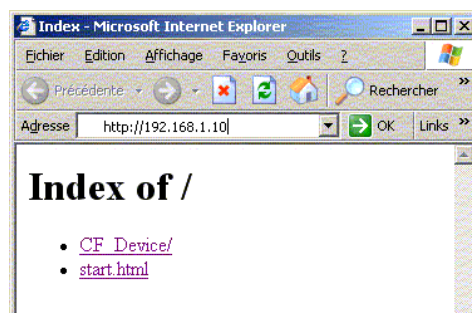 Index - Microsoft Internet Explorer
Fichier Edition Affichage Favoris Outils ?
Précédente Rechercher »
Adresse http://192.168.1.10 OK Links »
Index of /
• CF_Device/
• start.html